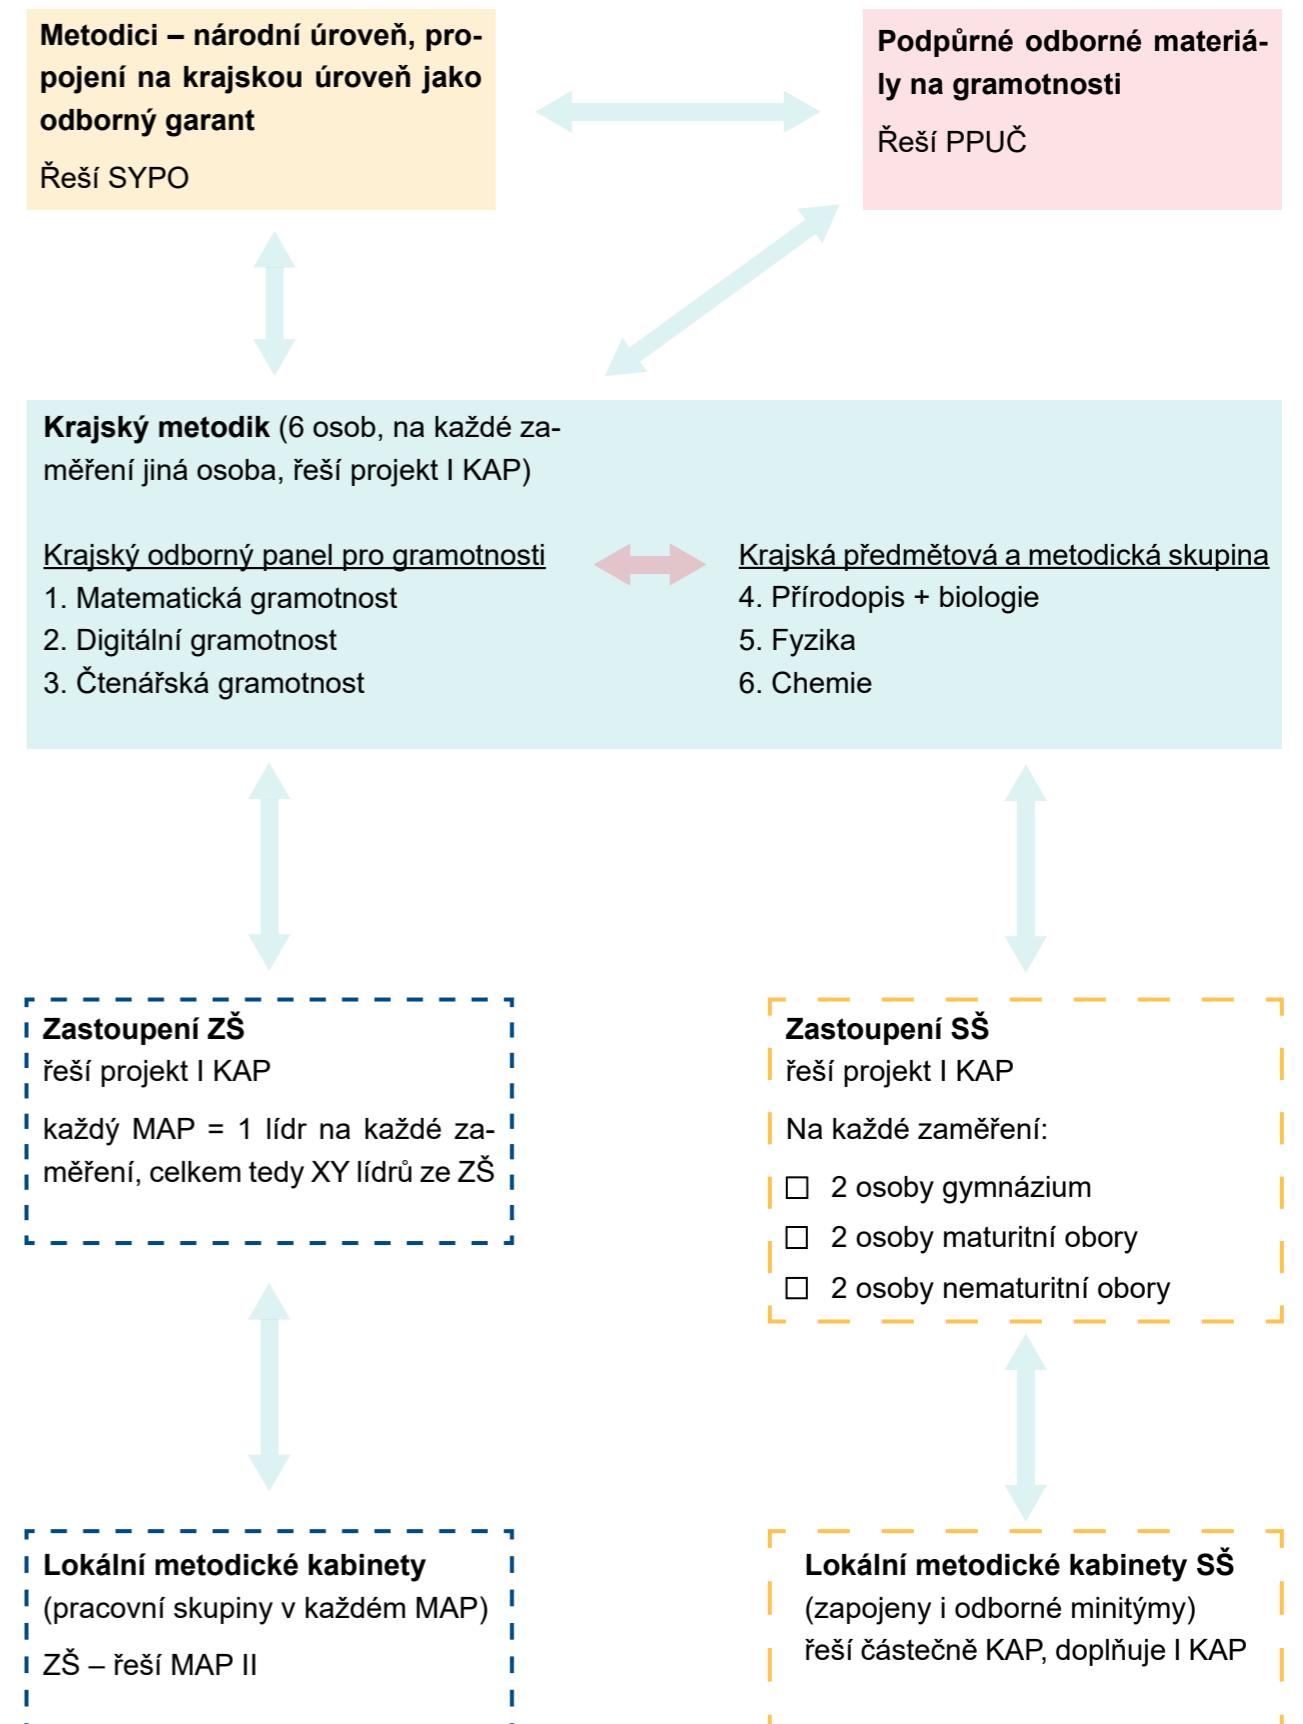 Metodici – národní úroveň, pro-
pojení na krajskou úroveň jako
odborný garant
Řeší SYPO
Podpůrné odborné materiá-
ly na gramotnosti
Řeší PPUČ
Krajský metodik (6 osob, na každé za-
měření jiná osoba, řeší projekt I KAP)
Krajský odborný panel pro gramotnosti
1. Matematická gramotnost
2. Digitální gramotnost
3. Čtenářská gramotnost
Krajská předmětová a metodická skupina
4. Přírodopis + biologie
5. Fyzika
6. Chemie
Zastoupení ZŠ
řeší projekt I KAP
každý MAP = 1 lídr na každé za-
měření, celkem tedy XY lídrů ze ZŠ
Zastoupení SŠ
řeší projekt I KAP
Na každé zaměření:
☐ 2 osoby gymnázium
☐ 2 osoby maturitní obory
☐ 2 osoby nematuritní obory
Lokální metodické kabinety
(pracovní skupiny v každém MAP)
ZŠ – řeší MAP II
Lokální metodické kabinety SŠ
(zapojeny i odborné minitýmy)
řeší částečně KAP, doplňuje I KAP